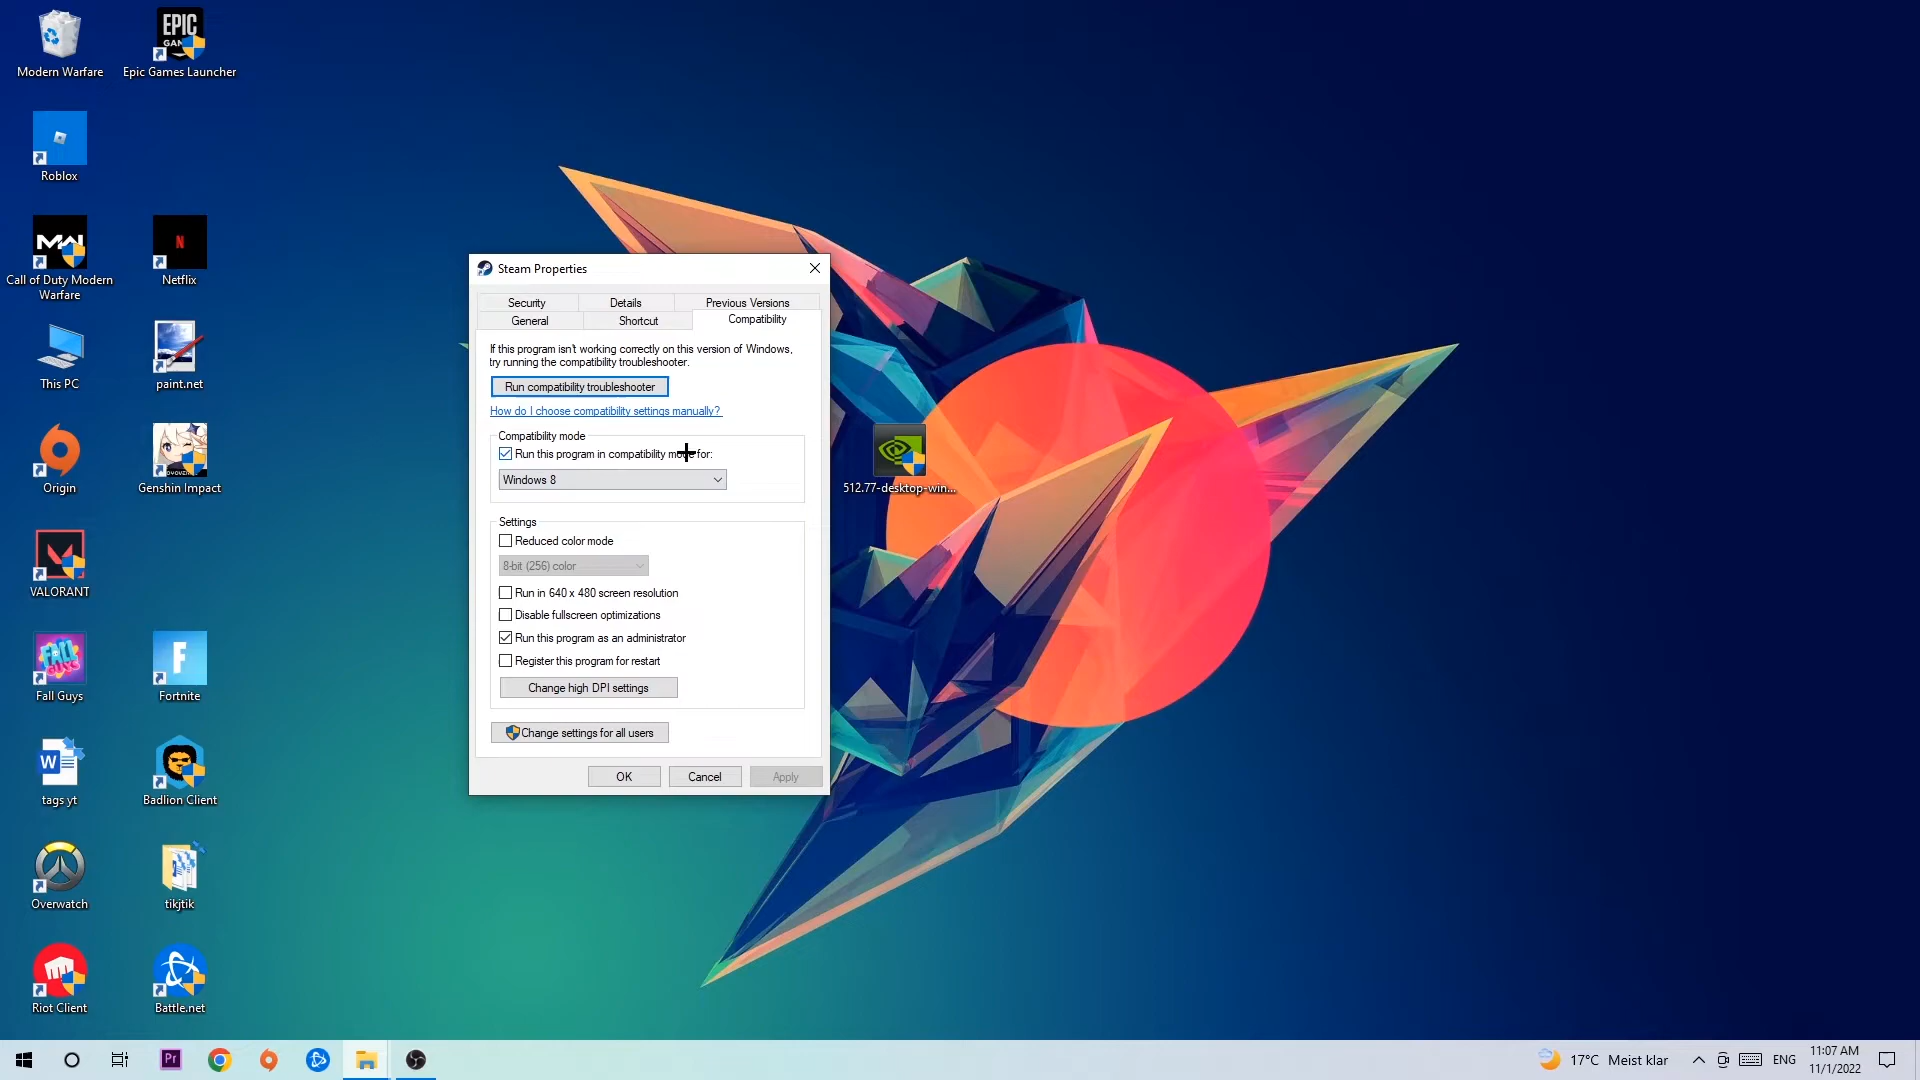 Modern Warfare
EPIC
GAMES
Epic Games Launcher
Roblox
MW
Call of Duty Modern
Warfare
N
Netflix
This PC
paint.net
Origin
Genshin Impact
VALORANT
FALL
GUYS
Fall Guys
F
Fortnite
W
tags yt
Badlion Client
Overwatch
tikjtik
Riot Client
Battle.net
512.77-desktop-win...
Steam Properties
Security
Details
Previous Versions
General
Shortcut
Compatibility
If this program isn't working correctly on this version of Windows,
try running the compatibility troubleshooter.
Run compatibility troubleshooter
How do I choose compatibility settings manually?
Compatibility mode
Run this program in compatibility mode for:
Windows 8
Settings
Reduced color mode
8-bit (256) color
Run in 640 x 480 screen resolution
Disable fullscreen optimizations
Run this program as an administrator
Register this program for restart
Change high DPI settings
Change settings for all users
OK
Cancel
Apply
Pr
17°C Meist klar
ENG
11:07 AM
11/1/2022